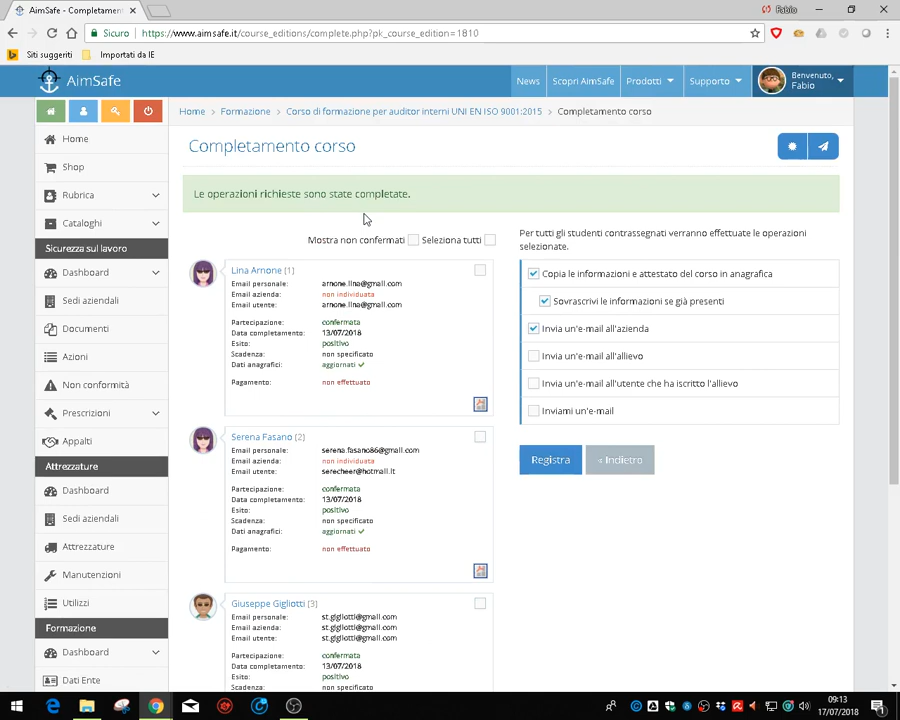 AimSafe - Completament
Fabio
Sicuro
https://www.aimsafe.it/course_editions/complete.php?pk_course_edition=1810
Siti suggeriti
Importati da IE
AimSafe
News
Scopri AimSafe
Prodotti
Supporto
Benvenuto,
Fabio
Home
Formazione
Corso di formazione per auditor interni UNI EN ISO 9001:2015
Completamento corso
Home
Shop
Rubrica
Cataloghi
Sicurezza sul lavoro
Dashboard
Sedi aziendali
Documenti
Azioni
Non conformità
Prescrizioni
Appalti
Attrezzature
Dashboard
Sedi aziendali
Attrezzature
Manutenzioni
Utilizzi
Formazione
Dashboard
Dati Ente
Completamento corso
Le operazioni richieste sono state completate.
Mostra non confermati
Seleziona tutti
Lina Arnone [1]
Email personale: arnone.lina@gmail.com
Email azienda: non individuata
Email utente: arnone.lina@gmail.com
Partecipazione: confermata
Data completamento: 13/07/2018
Esito: positivo
Scadenza: non specificato
Dati anagrafici: aggiornati ✓
Pagamento: non effettuato
Serena Fasano [2]
Email personale: serena.fasano86@gmail.com
Email azienda: non individuata
Email utente: serecheer@hotmail.it
Partecipazione: confermata
Data completamento: 13/07/2018
Esito: positivo
Scadenza: non specificato
Dati anagrafici: aggiornati ✓
Pagamento: non effettuato
Giuseppe Gigliotti [3]
Email personale: st.gigliotti@gmail.com
Email azienda: st.gigliotti@gmail.com
Email utente: st.gigliotti@gmail.com
Partecipazione: confermata
Data completamento: 13/07/2018
Esito: positivo
Per tutti gli studenti contrassegnati verranno effettuate le operazioni
selezionate.
Copia le informazioni e attestato del corso in anagrafica
Sovrascrivi le informazioni se già presenti
Invia un'e-mail all'azienda
Invia un'e-mail all'allievo
Invia un'e-mail all'utente che ha iscritto l'allievo
Inviami un'e-mail
Registra
« Indietro
09:13
17/07/2018